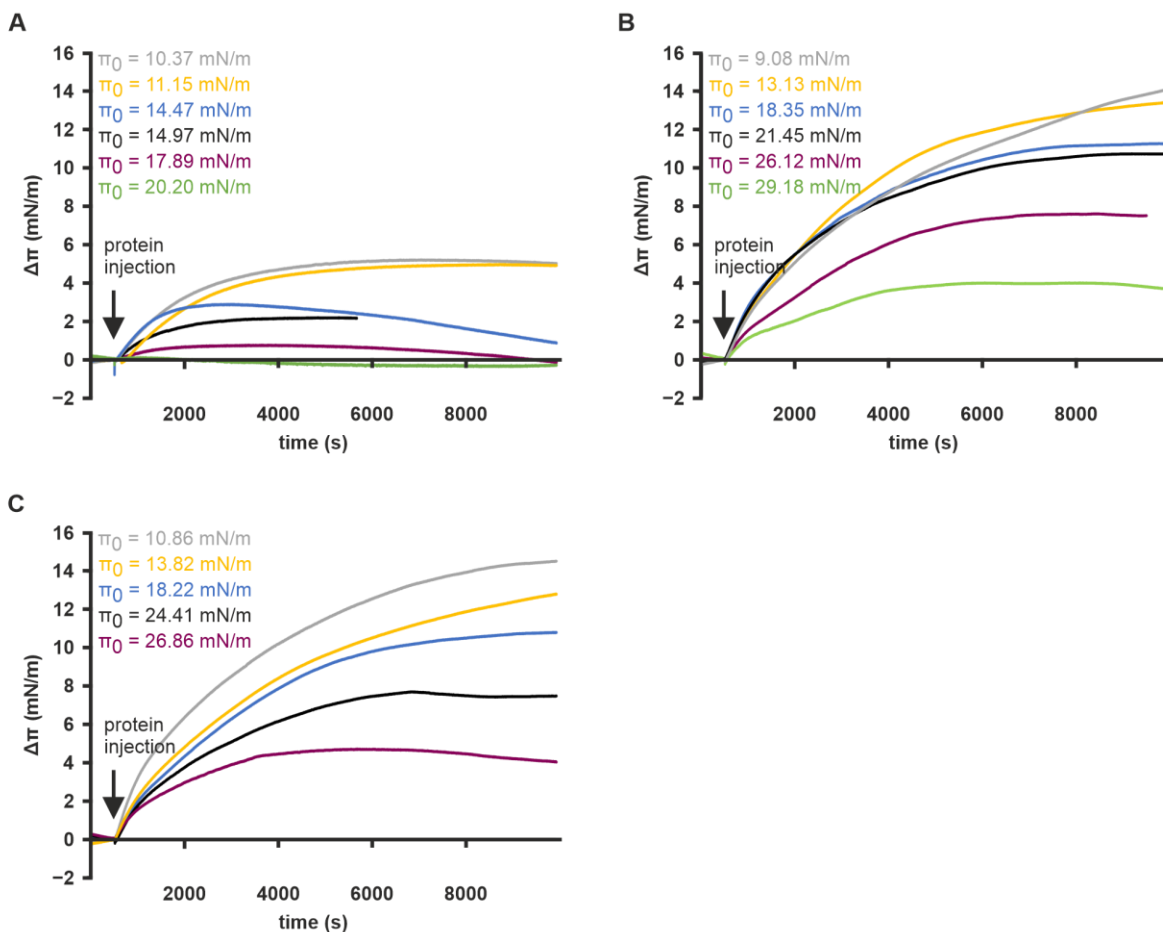 A
π0 = 10.37 mN/m
π0 = 11.15 mN/m
π0 = 14.47 mN/m
π0 = 14.97 mN/m
π0 = 17.89 mN/m
π0 = 20.20 mN/m
16
14
12
10
8
6
4
2
0
−2
Δπ (mN/m)
protein
injection
2000 4000 6000 8000
time (s)
B
π0 = 9.08 mN/m
π0 = 13.13 mN/m
π0 = 18.35 mN/m
π0 = 21.45 mN/m
π0 = 26.12 mN/m
π0 = 29.18 mN/m
16
14
12
10
8
6
4
2
0
−2
Δπ (mN/m)
protein
injection
2000 4000 6000 8000
time (s)
C
π0 = 10.86 mN/m
π0 = 13.82 mN/m
π0 = 18.22 mN/m
π0 = 24.41 mN/m
π0 = 26.86 mN/m
16
14
12
10
8
6
4
2
0
−2
Δπ (mN/m)
protein
injection
2000 4000 6000 8000
time (s)